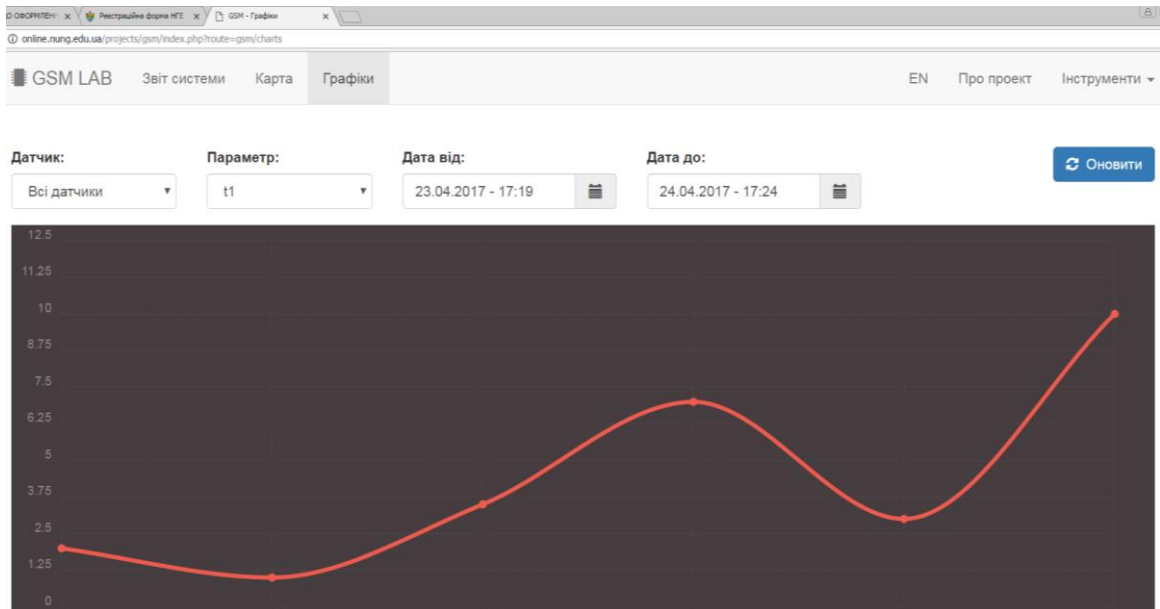 О ОФОРМЛЕН
Реєстраційна форма НГЕ
GSM - Графіки
online.nung.edu.ua/projects/gsm/index.php?route=gsm/charts
GSM LAB Звіт системи Карта Графіки EN Про проект Інструменти
Датчик: Параметр: Дата від: Дата до:
Всі датчики t1 23.04.2017 - 17:19 24.04.2017 - 17:24 Оновити
12.5
11.25
10
8.75
7.5
6.25
5
3.75
2.5
1.25
0